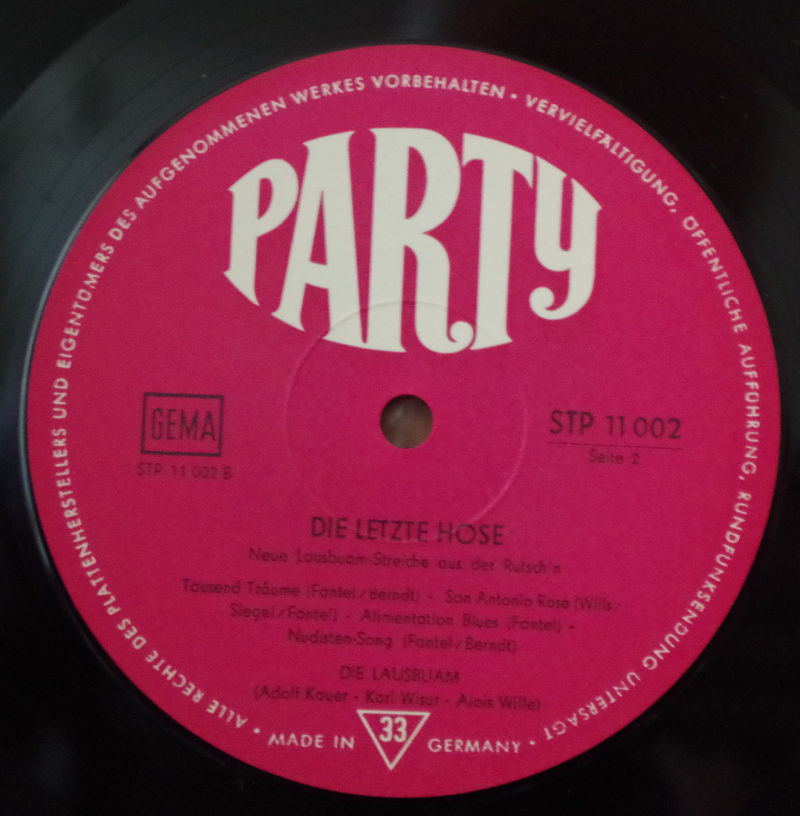 ALLE RECHTE DES PLATTENHERSTELLERS UND EIGENTÜMERS DES AUFGENOMMENEN WERKES VORBEHALTEN • VERVIELFÄLTIGUNG, ÖFFENTLICHE AUFFÜHRUNG, RUNDFUNKSENDUNG UNTERSAGT •
PARTY
GEMA
STP 11 002 B
STP 11 002
Seite 2
DIE LETZTE HOSE
Neue Lausbuam-Streiche aus der Rutsch'n
Tausend Träume (Fantel/Berndt) - San Antonio Rose (Wills/
Siegel/Fantel) - Alimentation Blues (Fantel) -
Nudisten-Song (Fantel/Berndt)
DIE LAUSBUAM
(Adolf Kauer - Karl Wisur - Alois Wille)
MADE IN 33 GERMANY •